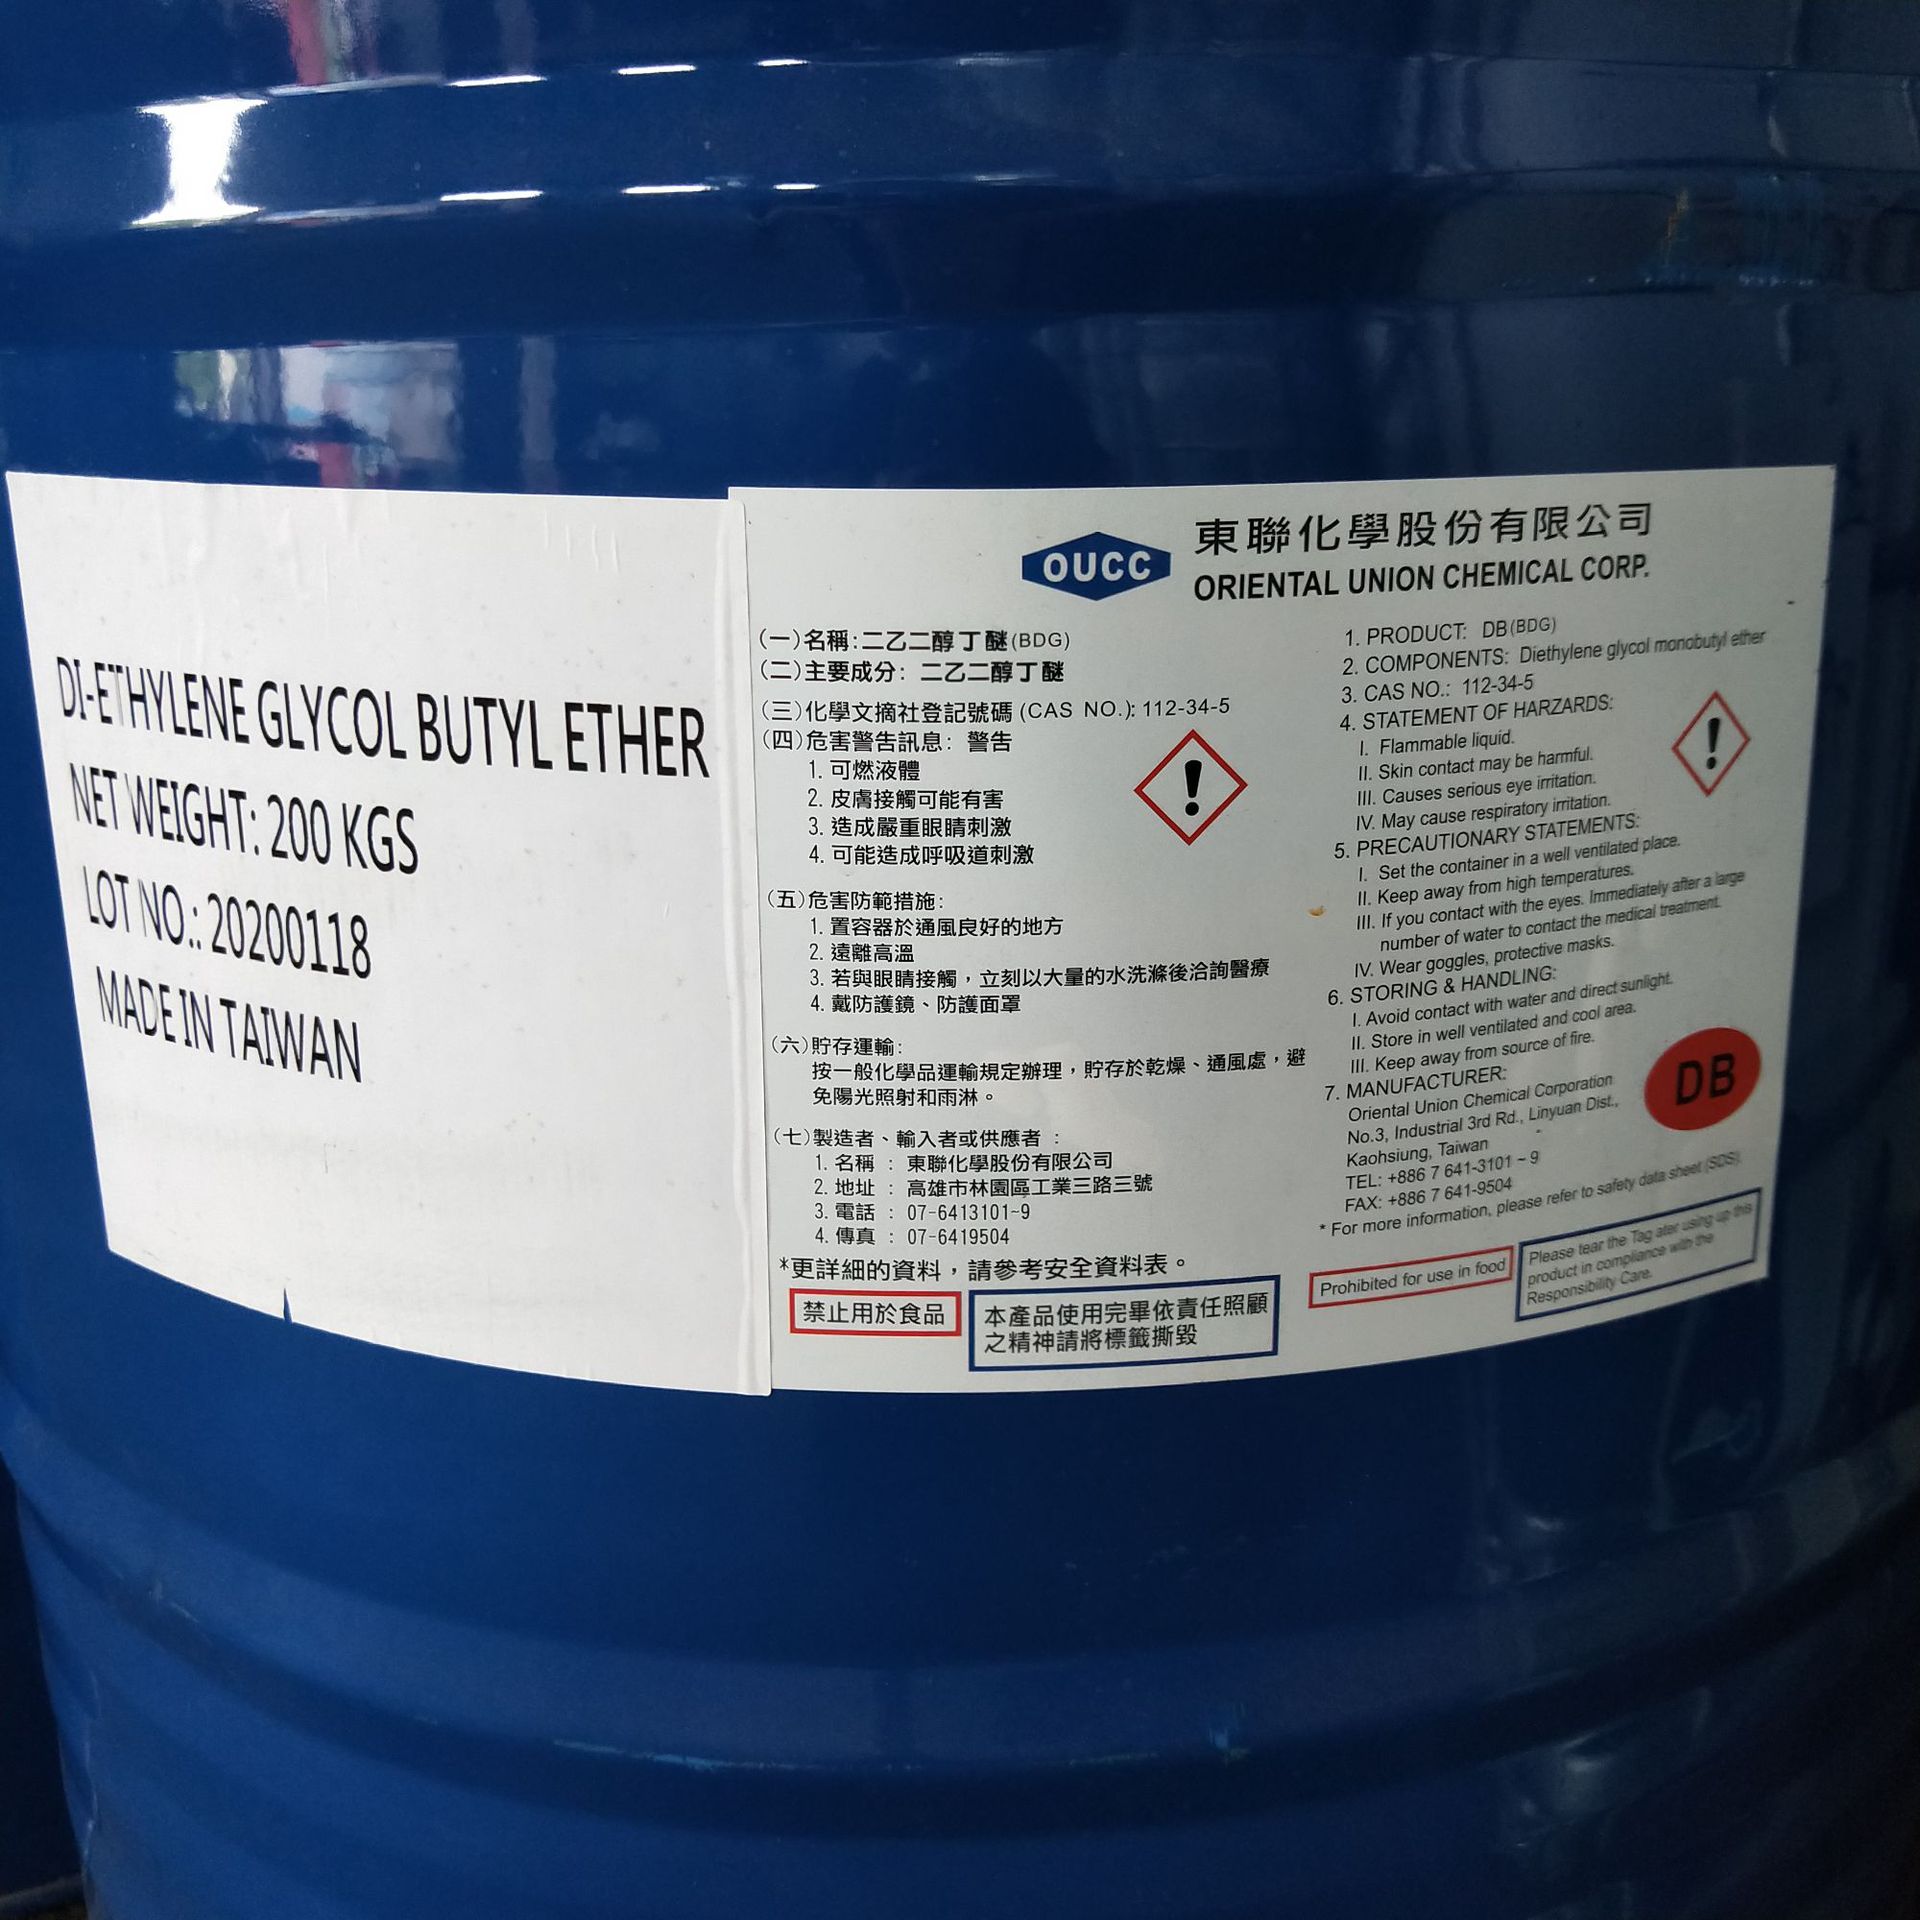 DI-ETHYLENE GLYCOL BUTYL ETHER
NET WEIGHT: 200 KGS
LOT NO.: 20200118
MADE IN TAIWAN
OUCC
東聯化學股份有限公司
ORIENTAL UNION CHEMICAL CORP.
(一)名稱:二乙二醇丁醚(BDG)
(二)主要成分: 二乙二醇丁醚
(三)化學文摘社登記號碼(CAS NO.): 112-34-5
(四)危害警告訊息: 警告
1. 可燃液體
2. 皮膚接觸可能有害
3. 造成嚴重眼睛刺激
4. 可能造成呼吸道刺激
(五)危害防範措施:
1. 置容器於通風良好的地方
2. 遠離高溫
3. 若與眼睛接觸，立刻以大量的水洗滌後洽詢醫療
4. 戴防護鏡、防護面罩
(六)貯存運輸:
按一般化學品運輸規定辦理，貯存於乾燥、通風處，避
免陽光照射和雨淋。
(七)製造者、輸入者或供應者 :
1. 名稱 : 東聯化學股份有限公司
2. 地址 : 高雄市林園區工業三路三號
3. 電話 : 07-6413101~9
4. 傳真 : 07-6419504
*更詳細的資料，請參考安全資料表。
禁止用於食品
本產品使用完畢依責任照顧
之精神請將標籤撕毀
1. PRODUCT: DB(BDG)
2. COMPONENTS: Diethylene glycol monobutyl ether
3. CAS NO.: 112-34-5
4. STATEMENT OF HARZARDS:
I. Flammable liquid.
II. Skin contact may be harmful.
III. Causes serious eye irritation.
IV. May cause respiratory irritation.
5. PRECAUTIONARY STATEMENTS:
I. Set the container in a well ventilated place.
II. Keep away from high temperatures.
III. If you contact with the eyes. Immediately after a large
number of water to contact the medical treatment.
IV. Wear goggles, protective masks.
6. STORING & HANDLING:
I. Avoid contact with water and direct sunlight.
II. Store in well ventilated and cool area.
III. Keep away from source of fire.
7. MANUFACTURER:
Oriental Union Chemical Corporation
No.3, Industrial 3rd Rd., Linyuan Dist.,
Kaohsiung, Taiwan
TEL: +886 7 641-3101 ~ 9
FAX: +886 7 641-9504
* For more information, please refer to safety data sheet (SDS).
DB
Prohibited for use in food
Please tear the Tag ater using up this
product in compliance with the
Responsibility Care.